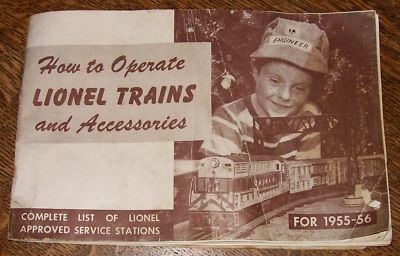 How to Operate
LIONEL TRAINS
and Accessories
ENGINEER
COMPLETE LIST OF LIONEL
APPROVED SERVICE STATIONS
FOR 1955-56